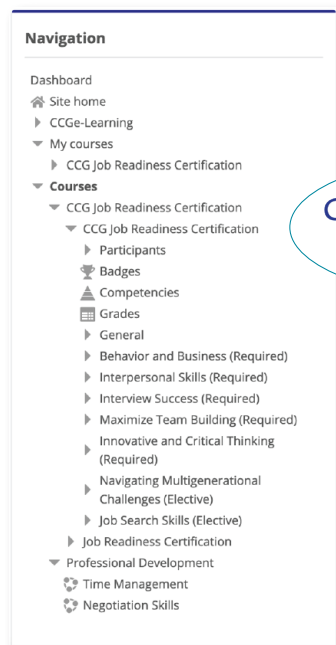 Navigation
Dashboard
Site home
CCGe-Learning
My courses
CCG Job Readiness Certification
Courses
CCG Job Readiness Certification
CCG Job Readiness Certification
Participants
Badges
Competencies
Grades
General
Behavior and Business (Required)
Interpersonal Skills (Required)
Interview Success (Required)
Maximize Team Building (Required)
Innovative and Critical Thinking
(Required)
Navigating Multigenerational
Challenges (Elective)
Job Search Skills (Elective)
Job Readiness Certification
Professional Development
Time Management
Negotiation Skills